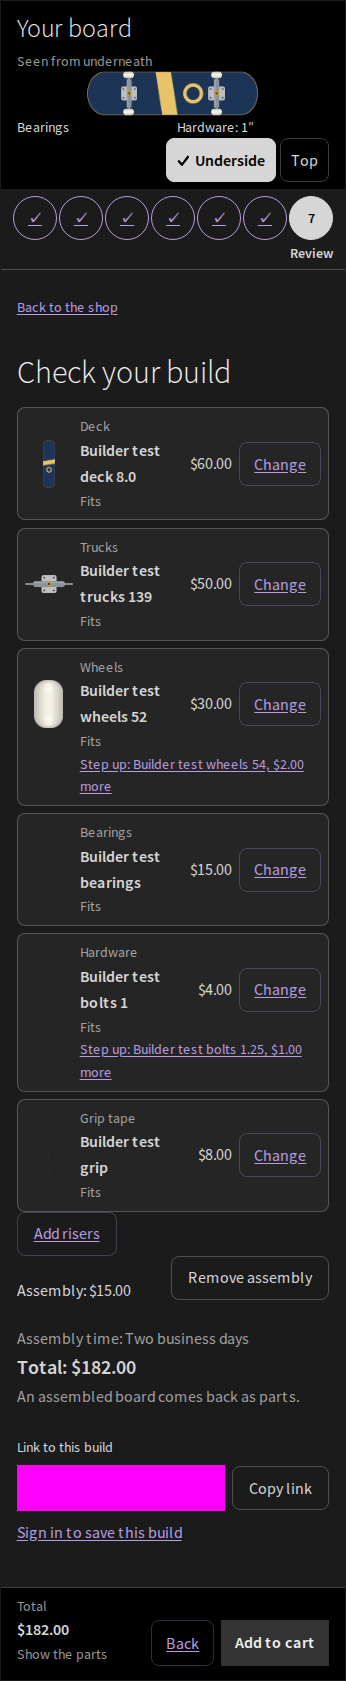 Your board
Seen from underneath
Bearings
Hardware: 1″
✓ Underside
Top
✓ ✓ ✓ ✓ ✓ ✓ 7
Review
Back to the shop
Check your build
Deck
Builder test
deck 8.0
$60.00
Change
Fits
Trucks
Builder test
trucks 139
$50.00
Change
Fits
Wheels
Builder test
wheels 52
$30.00
Change
Fits
Step up: Builder test wheels 54, $2.00
more
Bearings
Builder test
bearings
$15.00
Change
Fits
Hardware
Builder test
bolts 1
$4.00
Change
Fits
Step up: Builder test bolts 1.25, $1.00
more
Grip tape
Builder test
grip
$8.00
Change
Fits
Add risers
Assembly: $15.00
Remove assembly
Assembly time: Two business days
Total: $182.00
An assembled board comes back as parts.
Link to this build
Copy link
Sign in to save this build
Total
$182.00
Show the parts
Back
Add to cart